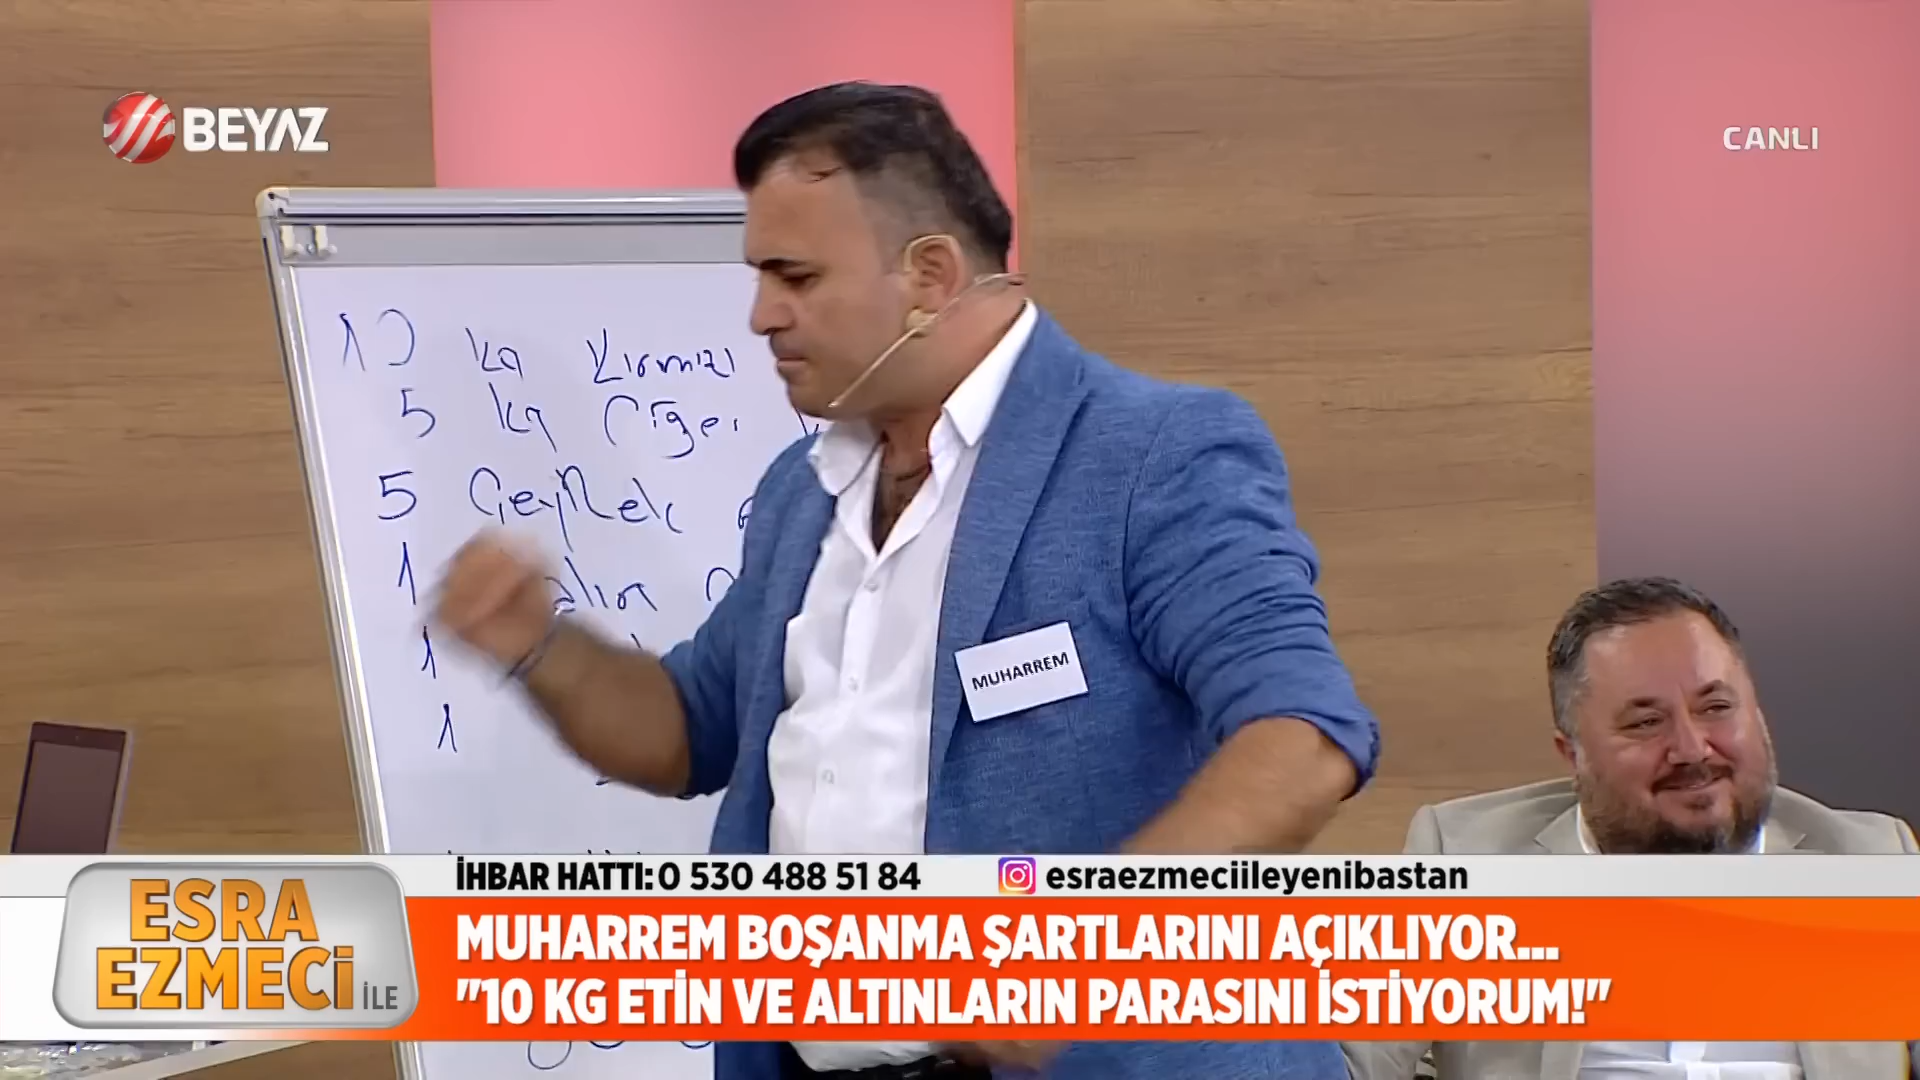 BEYAZ
CANLI
10 kg Kırmızı
5 kg Ciğer
5 Çeyrek
1
1
1
MUHARREM
İHBAR HATTI: 0 530 488 51 84
esraezmeciileyenibastan
ESRA
EZMECİ İLE
MUHARREM BOŞANMA ŞARTLARINI AÇIKLIYOR...
"10 KG ETİN VE ALTINLARIN PARASINI İSTİYORUM!"